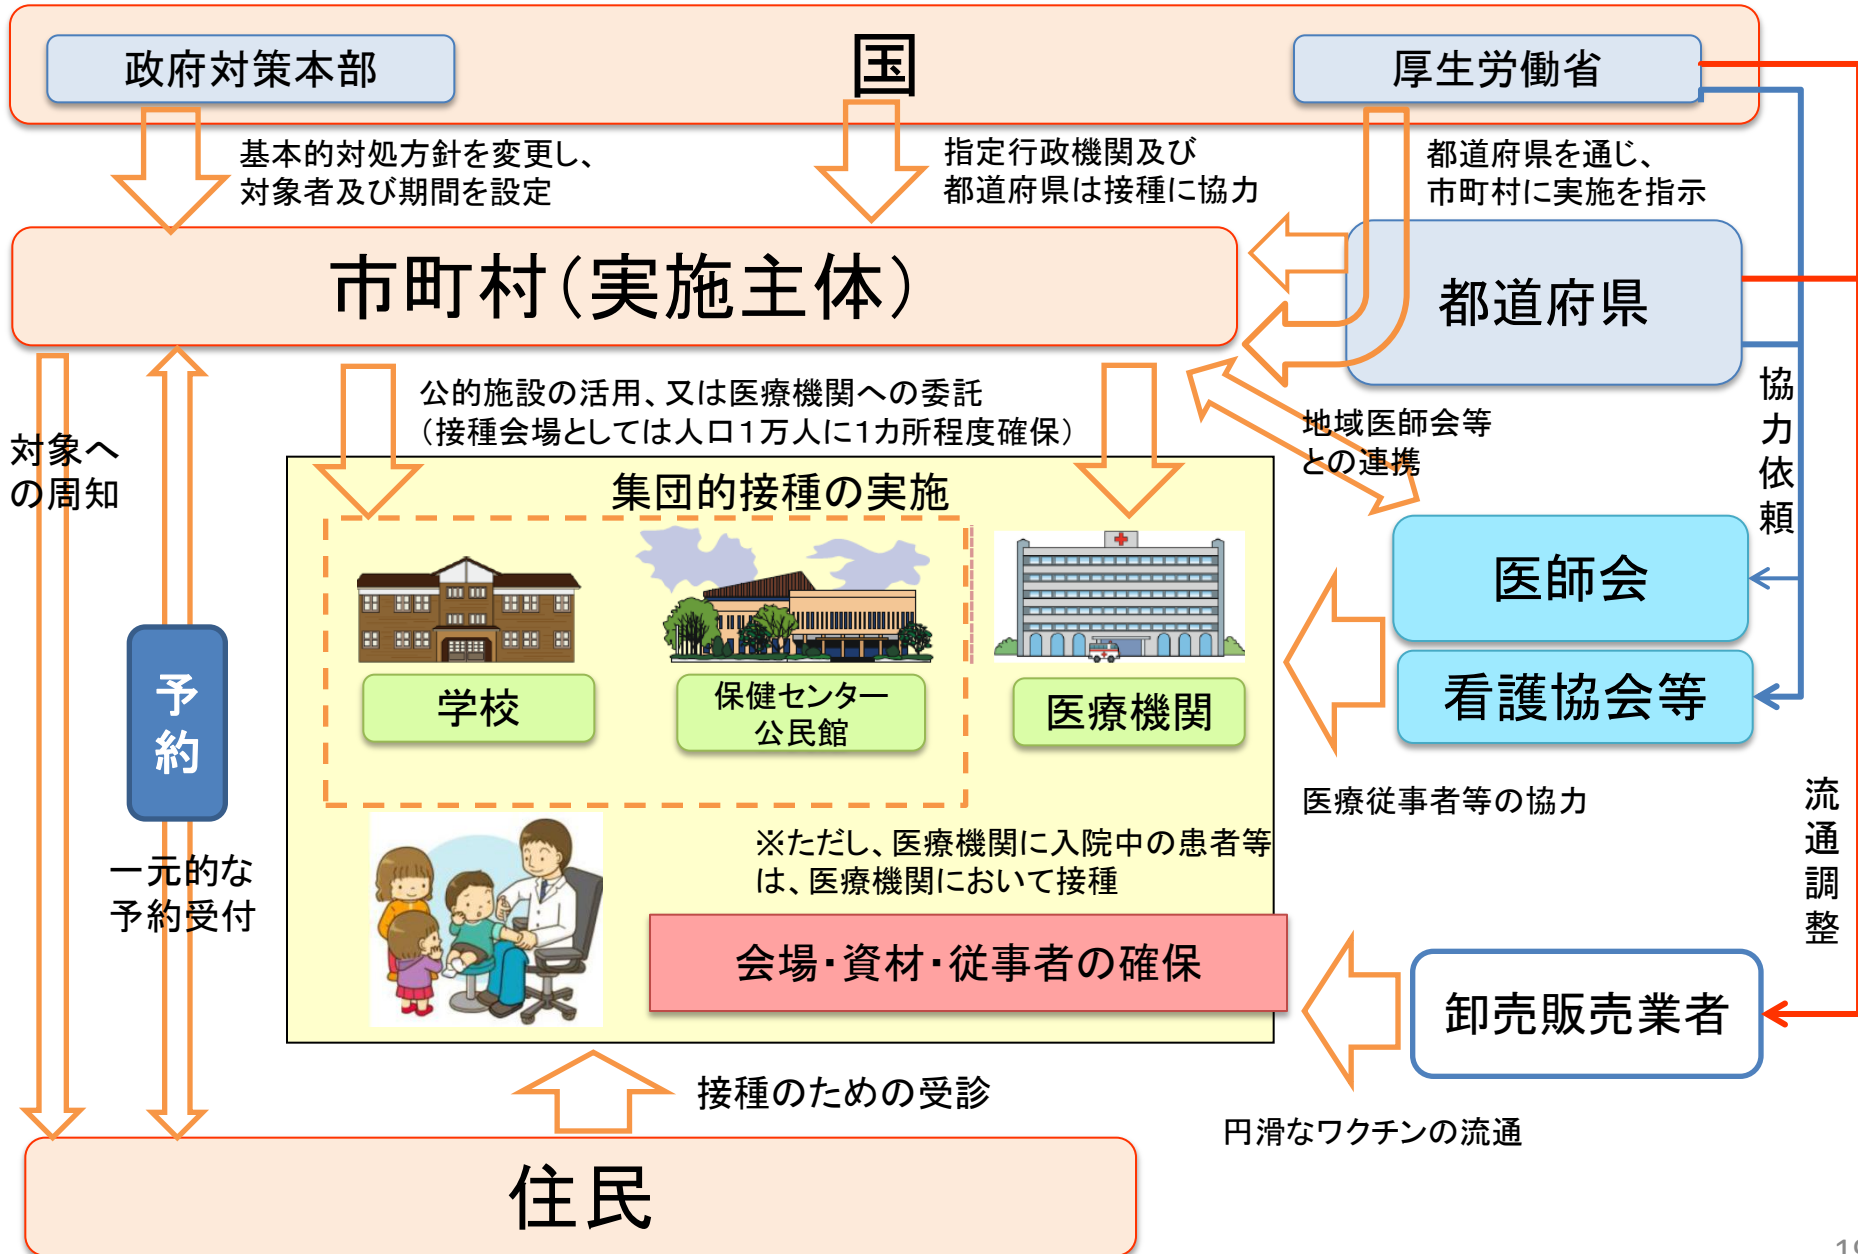 国
政府対策本部
厚生労働省
基本的対処方針を変更し、
対象者及び期間を設定
指定行政機関及び
都道府県は接種に協力
都道府県を通じ、
市町村に実施を指示
市町村（実施主体）
都道府県
公的施設の活用、又は医療機関への委託
（接種会場としては人口１万人に1カ所程度確保）
地域医師会等
との連携
協力依頼
対象へ
の周知
集団的接種の実施
学校
保健センター
公民館
医療機関
医師会
看護協会等
予約
一元的な
予約受付
医療従事者等の協力
流通調整
※ただし、医療機関に入院中の患者等
は、医療機関において接種
会場・資材・従事者の確保
卸売販売業者
接種のための受診
円滑なワクチンの流通
住民